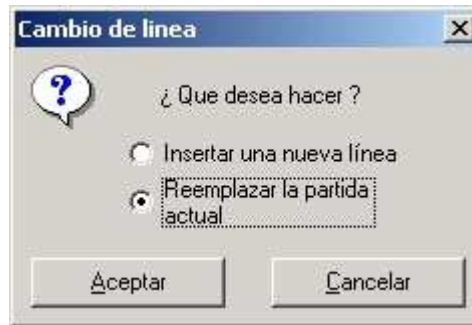 Cambio de linea
¿ Que desea hacer ?
Insertar una nueva línea
Reemplazar la partida
actual
Aceptar
Cancelar